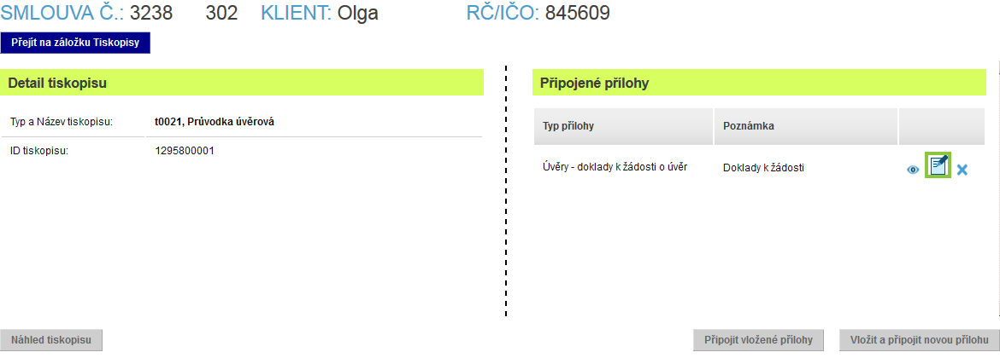 SMLOUVA Č.: 3238 302 KLIENT: Olga RČ/IČO: 845609
Přejít na záložku Tiskopisy
Detail tiskopisu
Typ a Název tiskopisu: t0021, Průvodka úvěrová
ID tiskopisu: 1295800001
Připojené přílohy
Typ přílohy Poznámka
Úvěry - doklady k žádosti o úvěr Doklady k žádosti
Náhled tiskopisu
Připojit vložené přílohy
Vložit a připojit novou přílohu